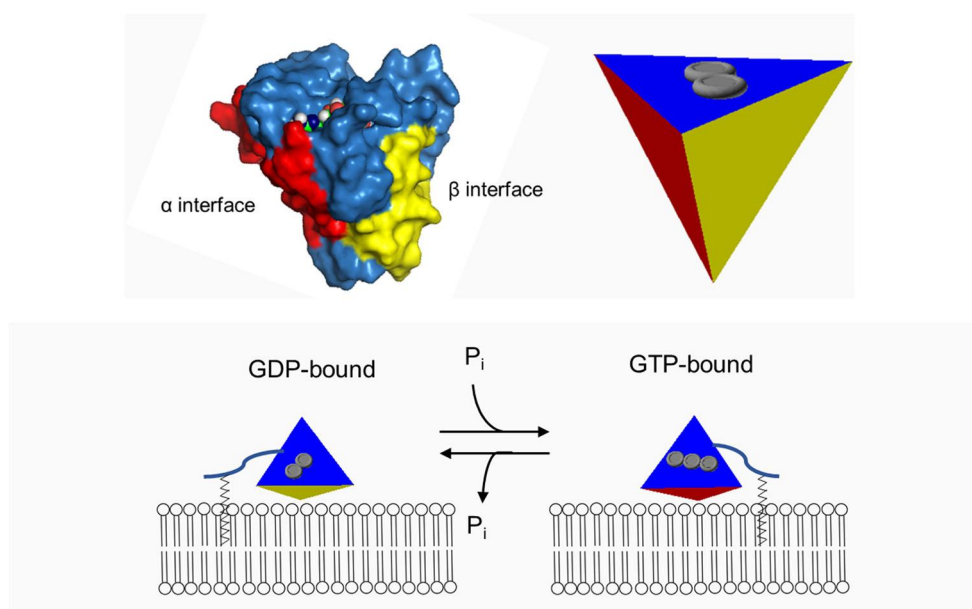 α interface
β interface
GDP-bound
Pi
GTP-bound
Pi